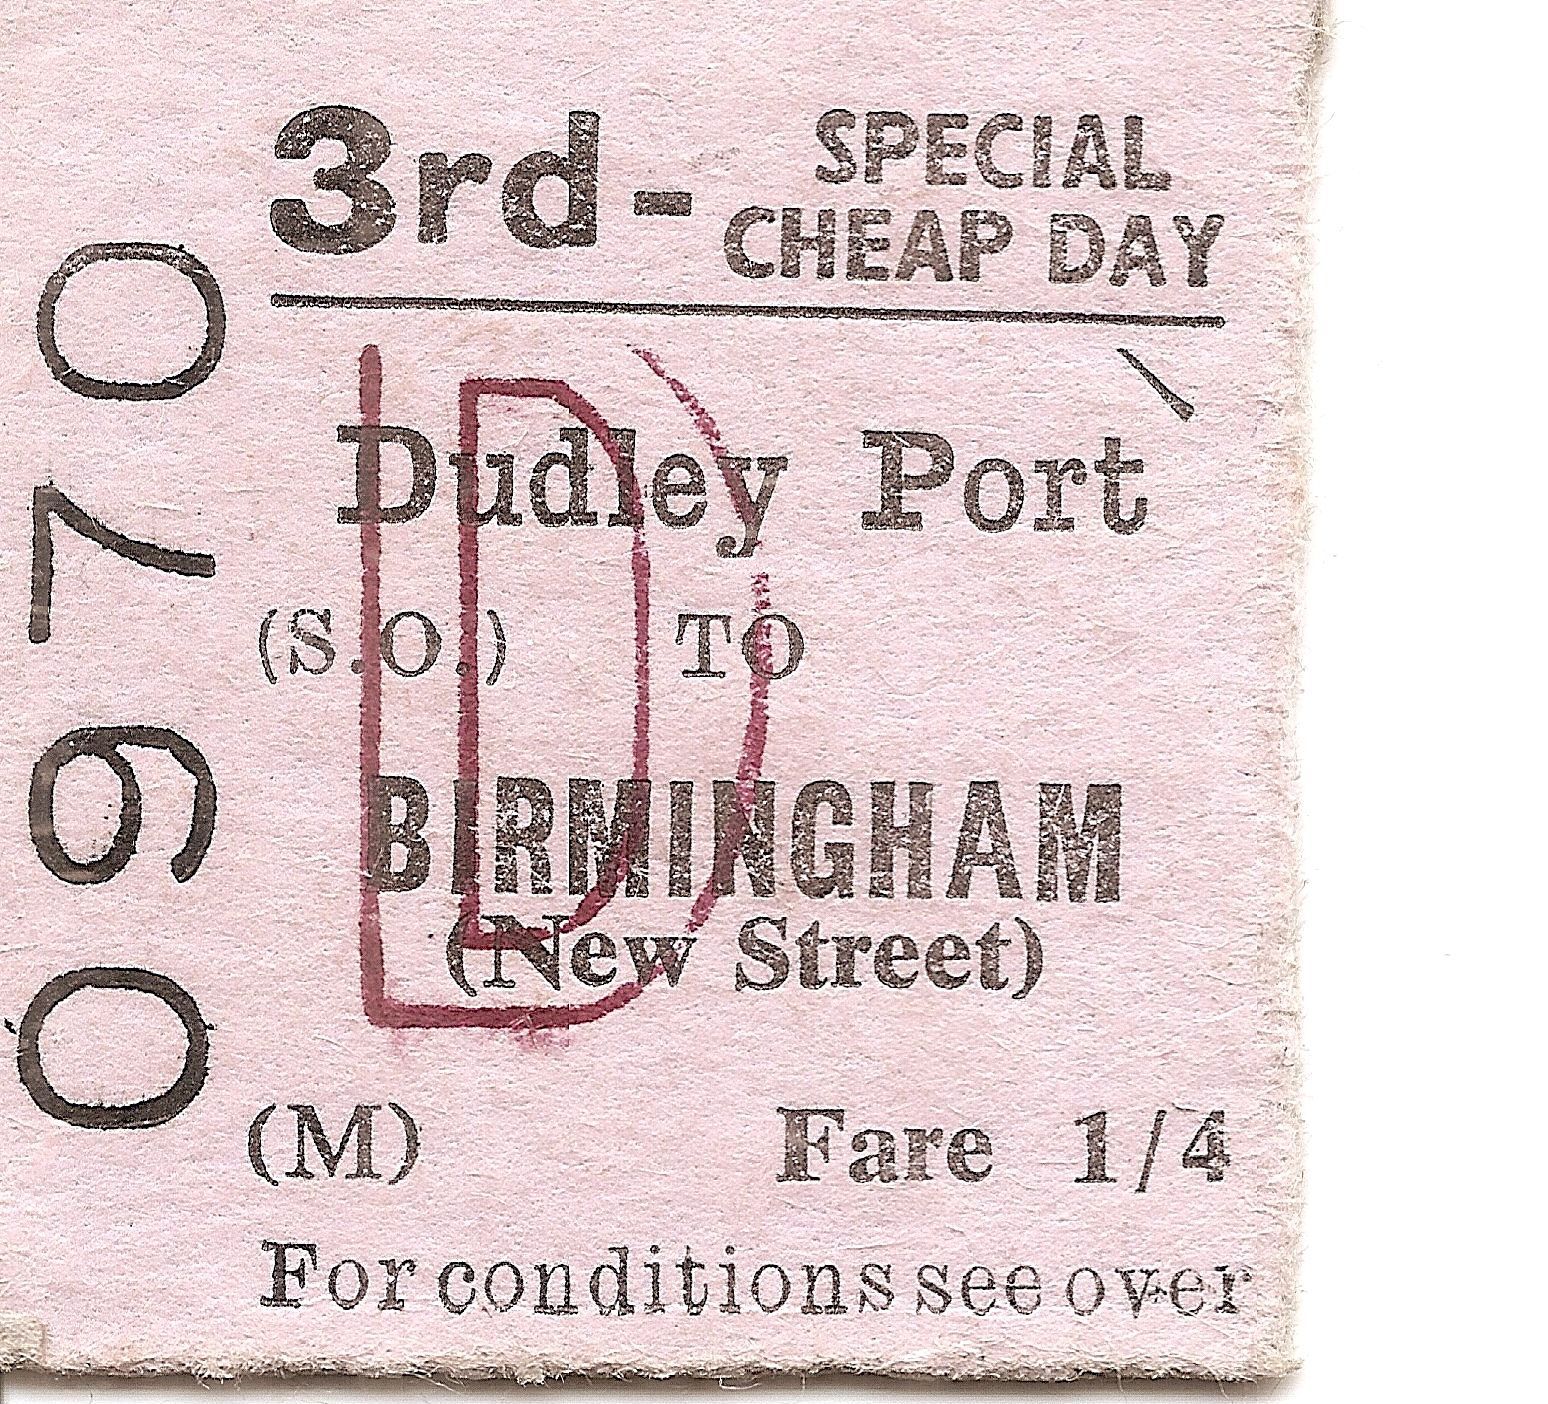 3rd- SPECIAL
CHEAP DAY
Dudley Port
(S.O.) TO
BIRMINGHAM
(New Street)
(M) Fare 1/4
For conditions see over
0970
D